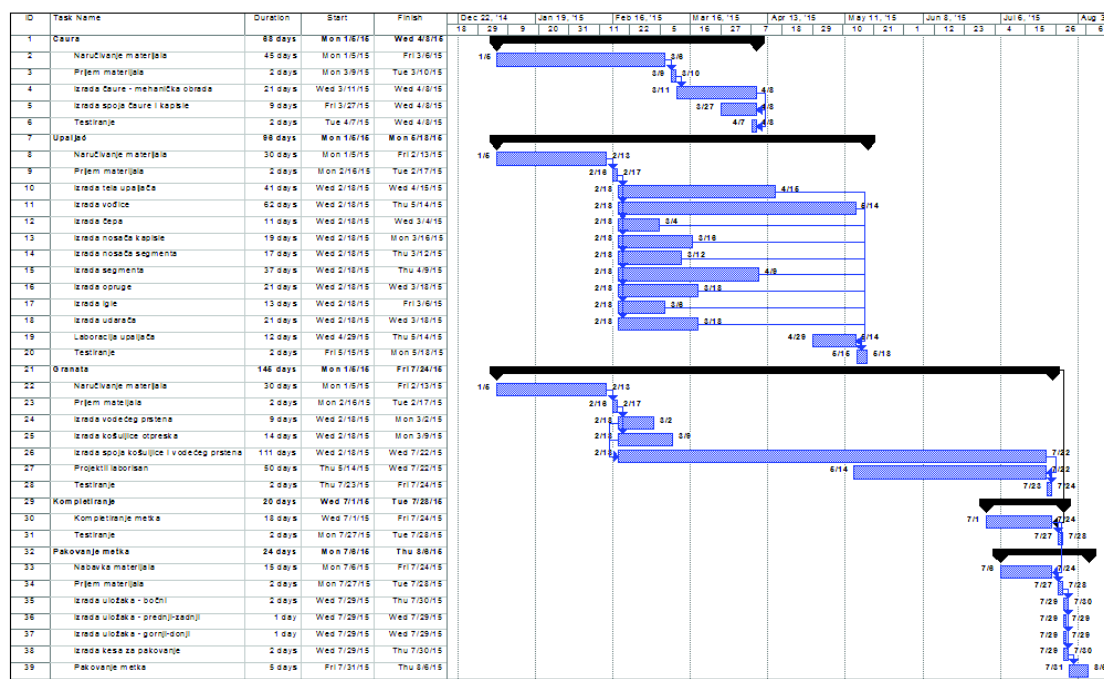 ID Task Name Duration Start Finish Dec 22, '14 Jan 19, '15 Feb 16, '15 Mar 16, '15 Apr 13, '15 May 11, '15 Jun 8, '15 Jul 6, '15 Aug 3
18 29 9 20 31 11 22 5 16 27 7 18 29 10 21 1 12 23 4 15 26 6
1 Čaura 68 days Mon 1/5/15 Wed 4/8/15
2 Naručivanje materijala 45 days Mon 1/5/15 Fri 3/6/15 1/5 3/6
3 Prijem materijala 2 days Mon 3/9/15 Tue 3/10/15 3/9 3/10
4 Izrada čaure - mehanička obrada 21 days Wed 3/11/15 Wed 4/8/15 3/11 4/8
5 Izrada spoja čaure i kapisle 9 days Fri 3/27/15 Wed 4/8/15 3/27 4/8
6 Testiranje 2 days Tue 4/7/15 Wed 4/8/15 4/7 4/8
7 Upaljač 96 days Mon 1/5/15 Mon 5/18/15
8 Naručivanje materijala 30 days Mon 1/5/15 Fri 2/13/15 1/5 2/13
9 Prijem materijala 2 days Mon 2/16/15 Tue 2/17/15 2/16 2/17
10 Izrada tela upaljača 41 days Wed 2/18/15 Wed 4/15/15 2/18 4/15
11 Izrada vođice 62 days Wed 2/18/15 Thu 5/14/15 2/18 5/14
12 Izrada čepa 11 days Wed 2/18/15 Wed 3/4/15 2/18 3/4
13 Izrada nosača kapisle 19 days Wed 2/18/15 Mon 3/16/15 2/18 3/16
14 Izrada nosača segmenta 17 days Wed 2/18/15 Thu 3/12/15 2/18 3/12
15 Izrada segmenta 37 days Wed 2/18/15 Thu 4/9/15 2/18 4/9
16 Izrada opruge 21 days Wed 2/18/15 Wed 3/18/15 2/18 3/18
17 Izrada igle 13 days Wed 2/18/15 Fri 3/6/15 2/18 3/6
18 Izrada udarača 21 days Wed 2/18/15 Wed 3/18/15 2/18 3/18
19 Laboracija upaljača 12 days Wed 4/29/15 Thu 5/14/15 4/29 5/14
20 Testiranje 2 days Fri 5/15/15 Mon 5/18/15 5/15 5/18
21 Granata 145 days Mon 1/5/15 Fri 7/24/15
22 Naručivanje materijala 30 days Mon 1/5/15 Fri 2/13/15 1/5 2/13
23 Prijem mateijala 2 days Mon 2/16/15 Tue 2/17/15 2/16 2/17
24 Izrada vodećeg prstena 9 days Wed 2/18/15 Mon 3/2/15 2/18 3/2
25 Izrada košuljice otpreska 14 days Wed 2/18/15 Mon 3/9/15 2/18 3/9
26 Izrada spoja košuljice i vodećeg prstena 111 days Wed 2/18/15 Wed 7/22/15 2/18 7/22
27 Projektil laborisan 50 days Thu 5/14/15 Wed 7/22/15 5/14 7/22
28 Testiranje 2 days Thu 7/23/15 Fri 7/24/15 7/23 7/24
29 Kompletiranje 20 days Wed 7/1/15 Tue 7/28/15
30 Kompletiranje metka 18 days Wed 7/1/15 Fri 7/24/15 7/1 7/24
31 Testiranje 2 days Mon 7/27/15 Tue 7/28/15 7/27 7/28
32 Pakovanje metka 24 days Mon 7/6/15 Thu 8/6/15
33 Nabavka materijala 15 days Mon 7/6/15 Fri 7/24/15 7/6 7/24
34 Prijem materijala 2 days Mon 7/27/15 Tue 7/28/15 7/27 7/28
35 Izrada uložaka - bočni 2 days Wed 7/29/15 Thu 7/30/15 7/29 7/30
36 Izrada uložaka - prednji-zadnji 1 day Wed 7/29/15 Wed 7/29/15 7/29 7/29
37 Izrada uložaka - gornji-donji 1 day Wed 7/29/15 Wed 7/29/15 7/29 7/29
38 Izrada kesa za pakovanje 2 days Wed 7/29/15 Thu 7/30/15 7/29 7/30
39 Pakovanje metka 5 days Fri 7/31/15 Thu 8/6/15 7/31 8/6